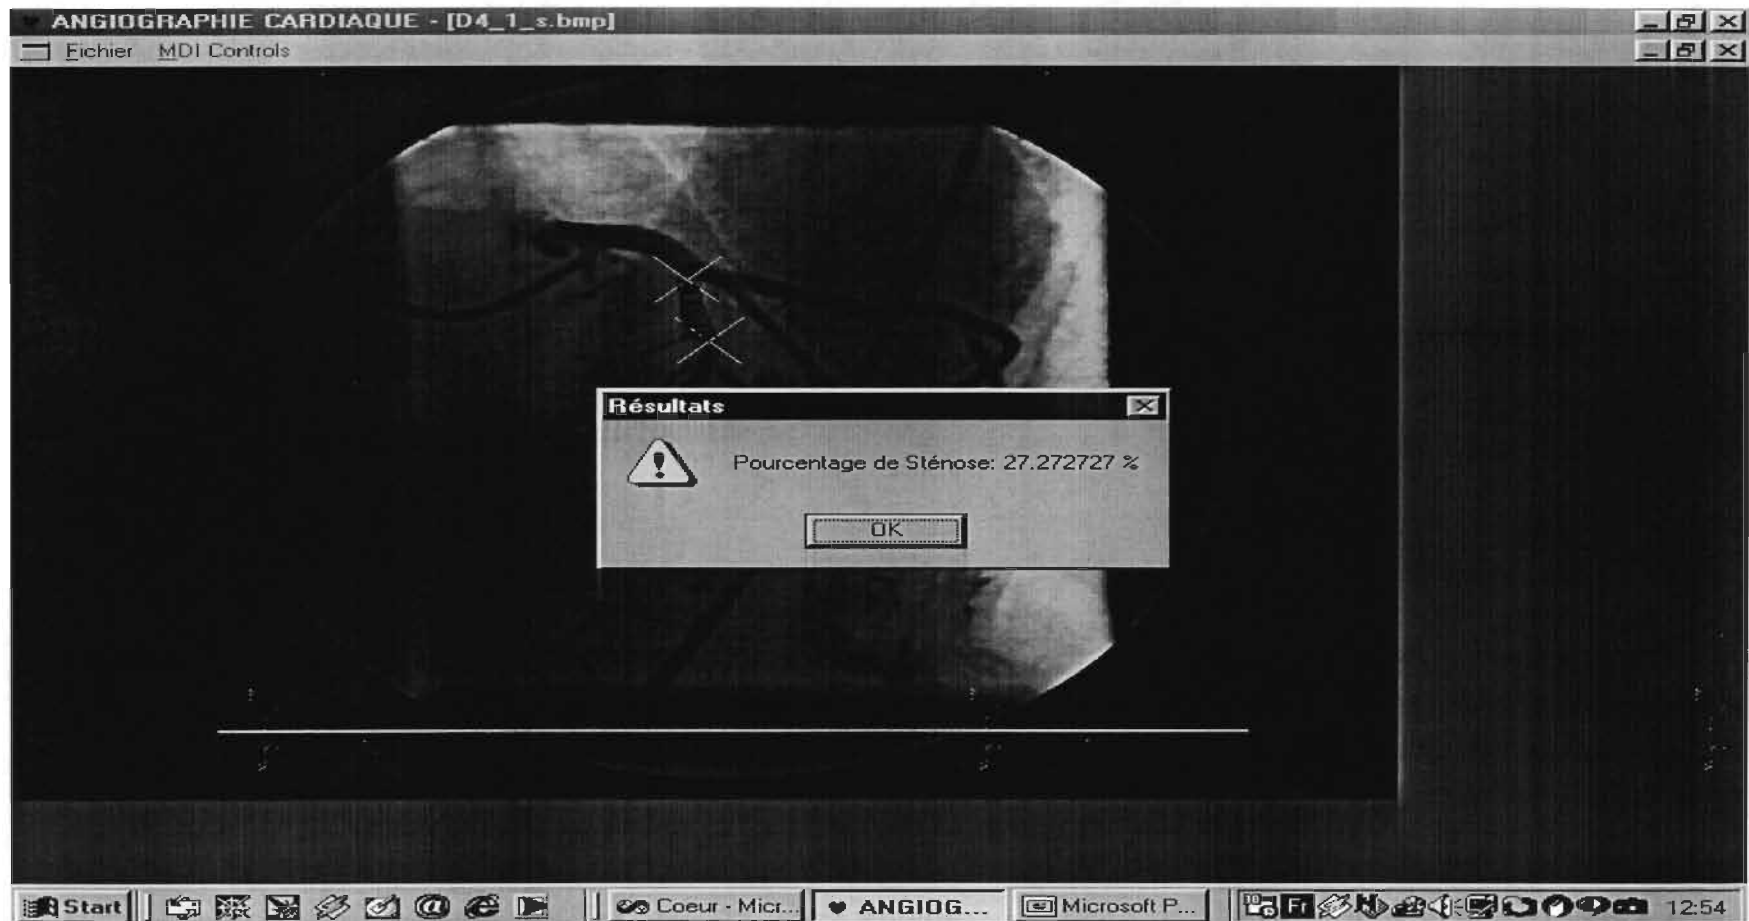 ANGIOGRAPHIE CARDIAQUE - [D4_1_s.bmp]
Fichier MDI Controls
Résultats
Pourcentage de Sténose: 27.272727 %
OK
Start
Coeur - Micr...
ANGIOG...
Microsoft P...
12:54